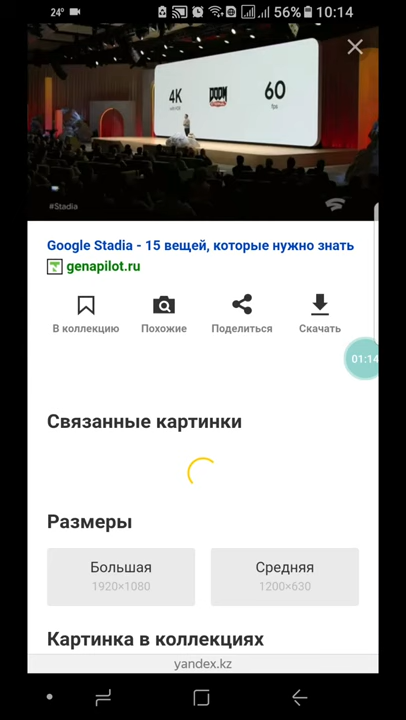 24° 56% 10:14
4K
DOOM
60
fps
#Stadia
Google Stadia - 15 вещей, которые нужно знать
genapilot.ru
В коллекцию Похожие Поделиться Скачать
01:14
Связанные картинки
Размеры
Большая Средняя
1920×1080 1200×630
Картинка в коллекциях
yandex.kz